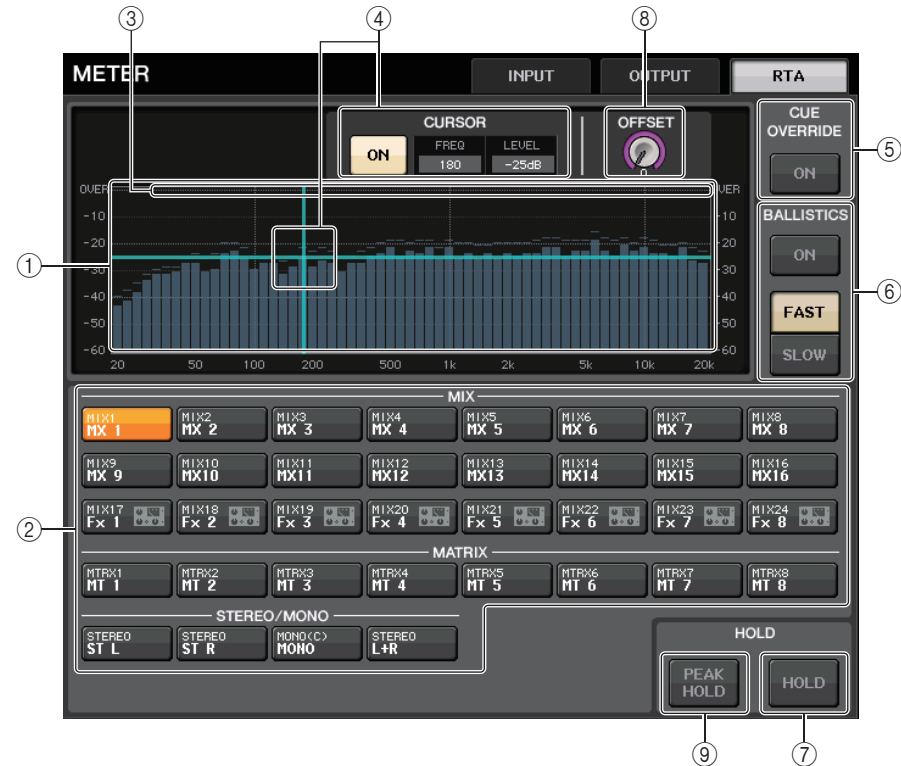 ③ ④ ⑧
METER INPUT OUTPUT RTA
CURSOR
ON
FREQ LEVEL
180 -25dB
OFFSET
0
CUE
OVERRIDE
ON
⑤
③
OVER OVER
-10 -10
-20 -20
-30 -30
-40 -40
-50 -50
-60 -60
20 50 100 200 500 1k 2k 5k 10k 20k
①
BALLISTICS
ON
FAST
SLOW
⑥
MIX
MIX1 MIX2 MIX3 MIX4 MIX5 MIX6 MIX7 MIX8
MX 1 MX 2 MX 3 MX 4 MX 5 MX 6 MX 7 MX 8
MIX9 MIX10 MIX11 MIX12 MIX13 MIX14 MIX15 MIX16
MX 9 MX10 MX11 MX12 MX13 MX14 MX15 MX16
MIX17 MIX18 MIX19 MIX20 MIX21 MIX22 MIX23 MIX24
Fx 1 Fx 2 Fx 3 Fx 4 Fx 5 Fx 6 Fx 7 Fx 8
②
MATRIX
MTRX1 MTRX2 MTRX3 MTRX4 MTRX5 MTRX6 MTRX7 MTRX8
MT 1 MT 2 MT 3 MT 4 MT 5 MT 6 MT 7 MT 8
STEREO/MONO
STEREO STEREO MONO(C) STEREO
ST L ST R MONO L+R
HOLD
PEAK
HOLD
HOLD
⑨ ⑦